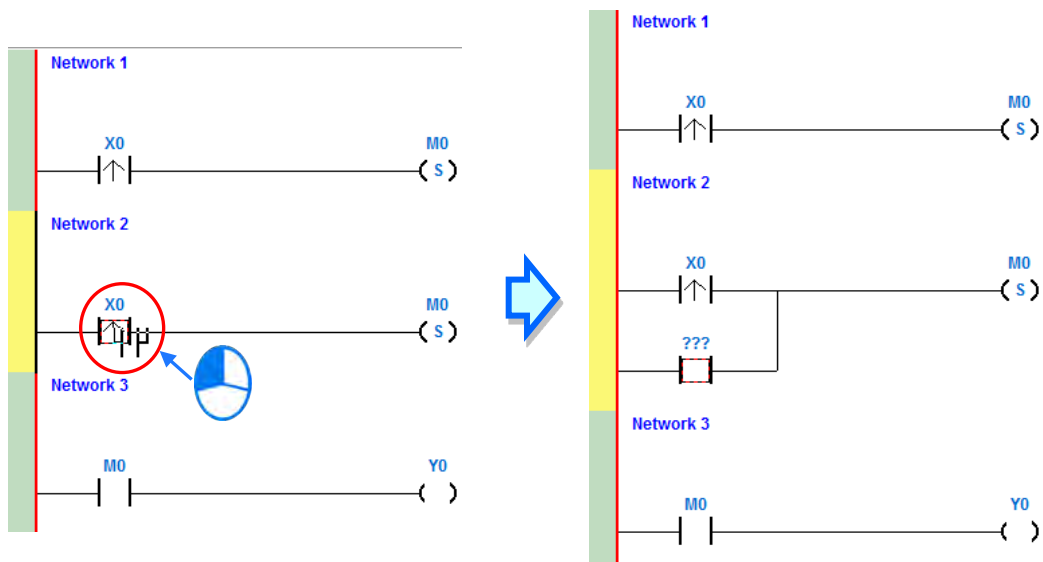 Network 1
X0 M0
( S )
Network 2
X0 M0
( S )
Network 3
M0 Y0
( )
Network 1
X0 M0
( S )
Network 2
X0 M0
( S )
???
Network 3
M0 Y0
( )